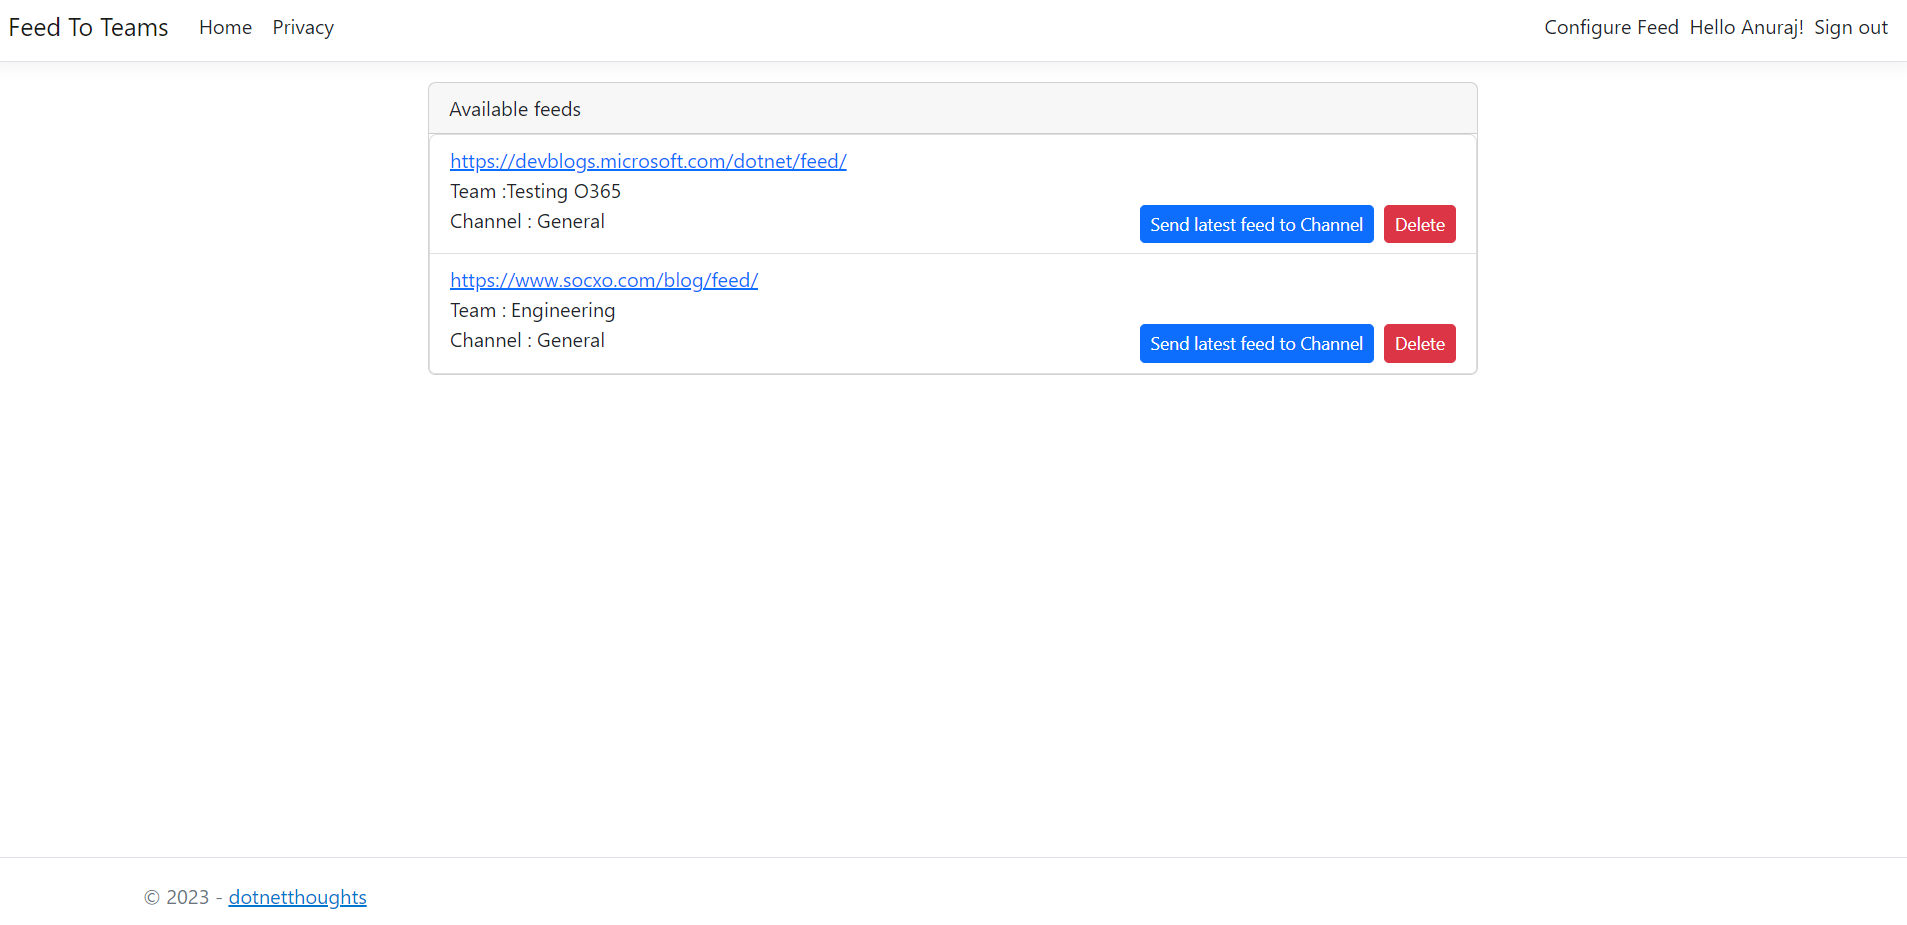 Feed To Teams Home Privacy Configure Feed Hello Anuraj! Sign out
Available feeds
https://devblogs.microsoft.com/dotnet/feed/
Team :Testing O365
Channel : General
Send latest feed to Channel Delete
https://www.socxo.com/blog/feed/
Team : Engineering
Channel : General
Send latest feed to Channel Delete
© 2023 - dotnetthoughts